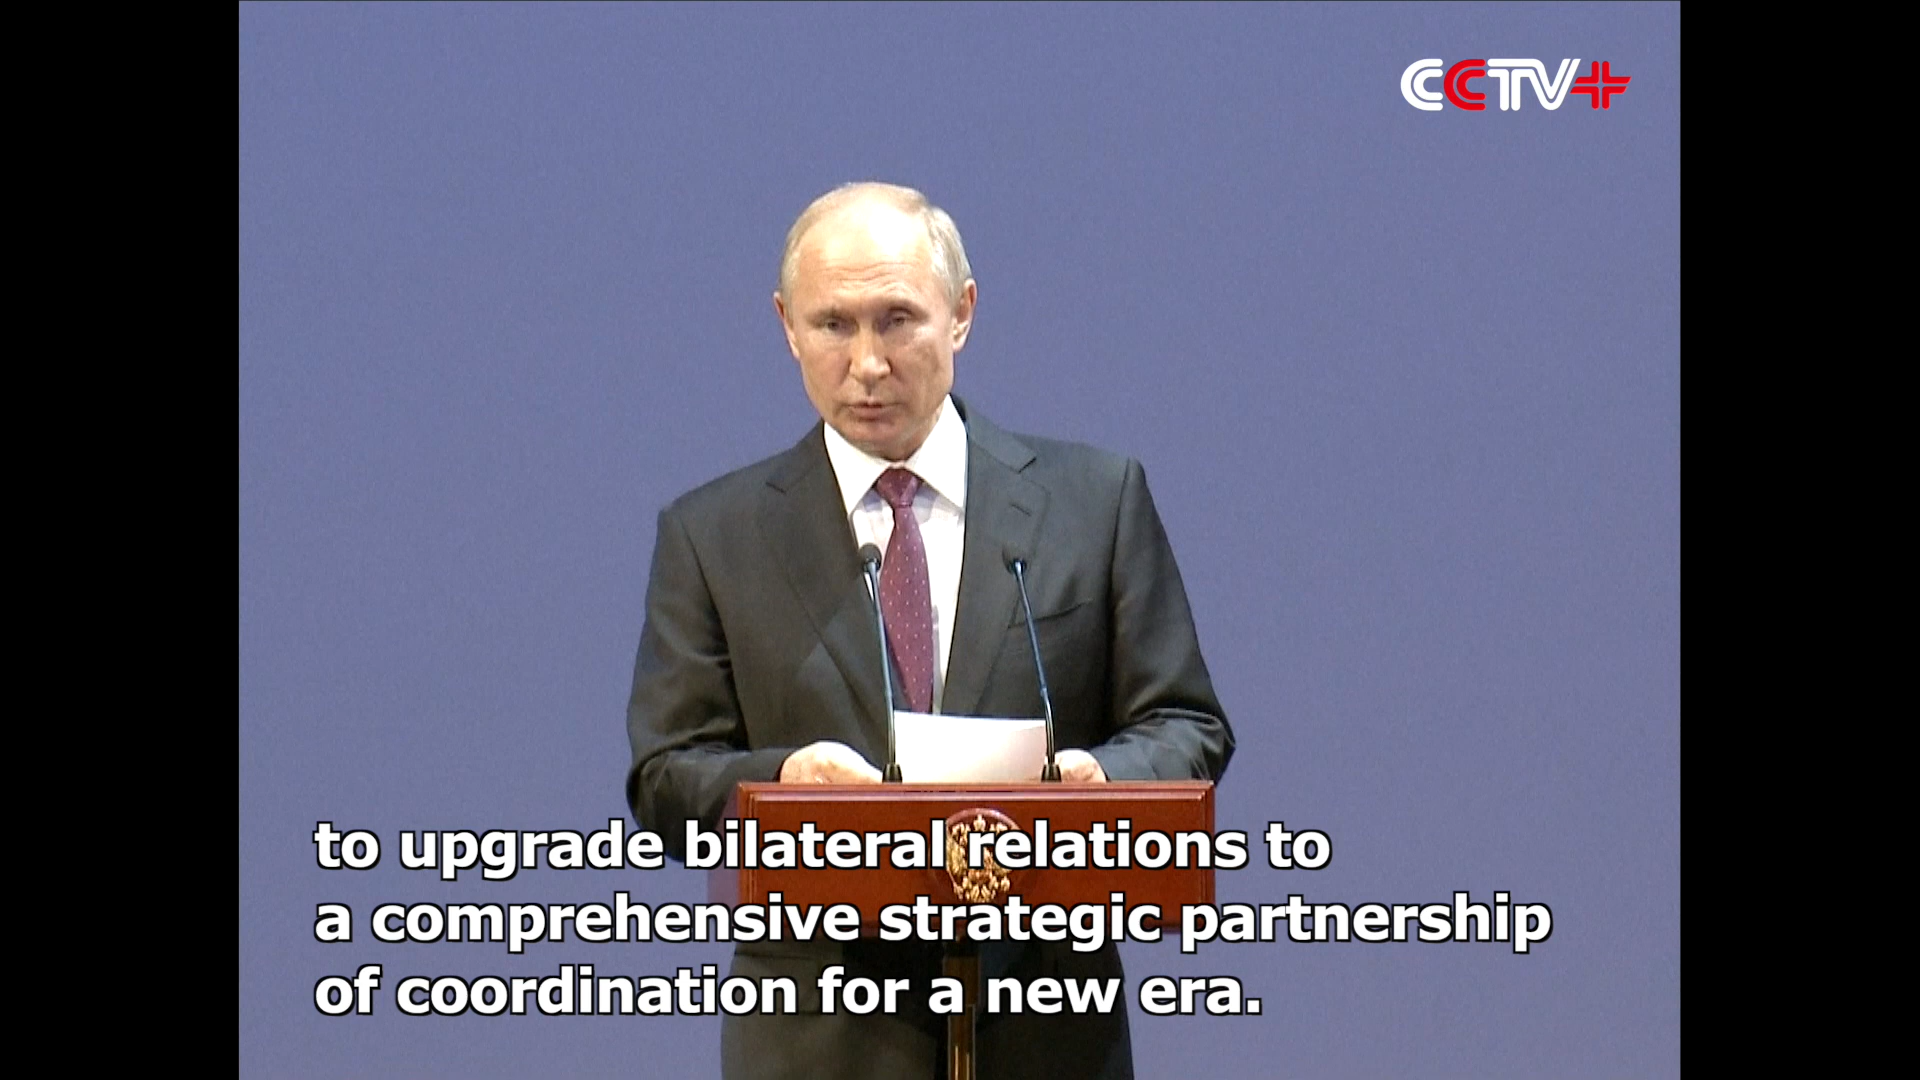 CCTV+
to upgrade bilateral relations to
a comprehensive strategic partnership
of coordination for a new era.